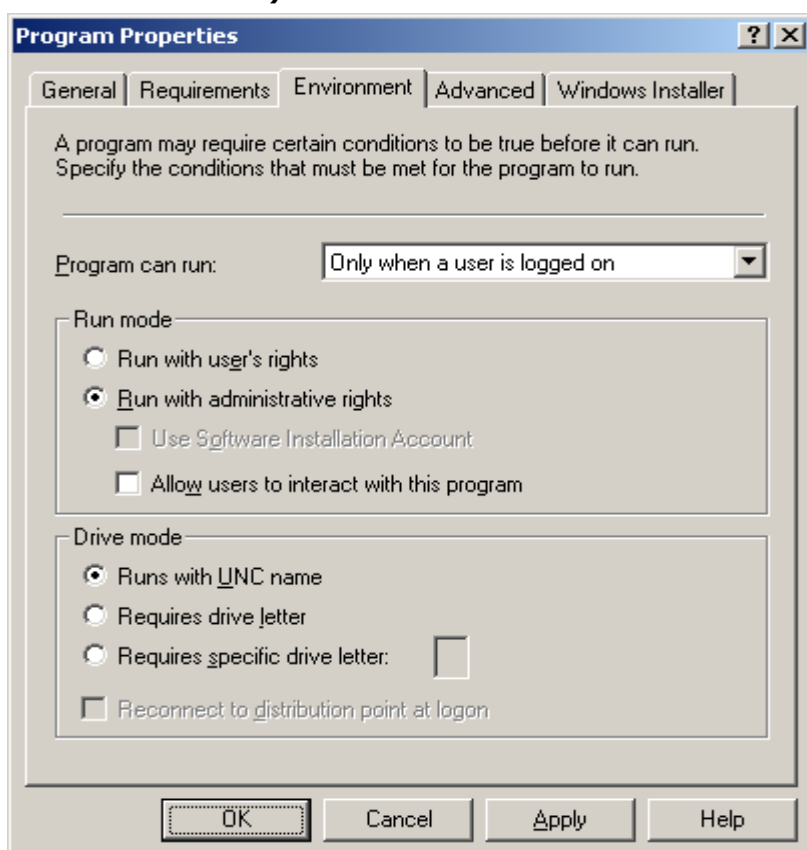 Program Properties
General Requirements Environment Advanced Windows Installer
A program may require certain conditions to be true before it can run.
Specify the conditions that must be met for the program to run.
Program can run: Only when a user is logged on
Run mode
Run with user's rights
Run with administrative rights
Use Software Installation Account
Allow users to interact with this program
Drive mode
Runs with UNC name
Requires drive letter
Requires specific drive letter:
Reconnect to distribution point at logon
OK Cancel Apply Help